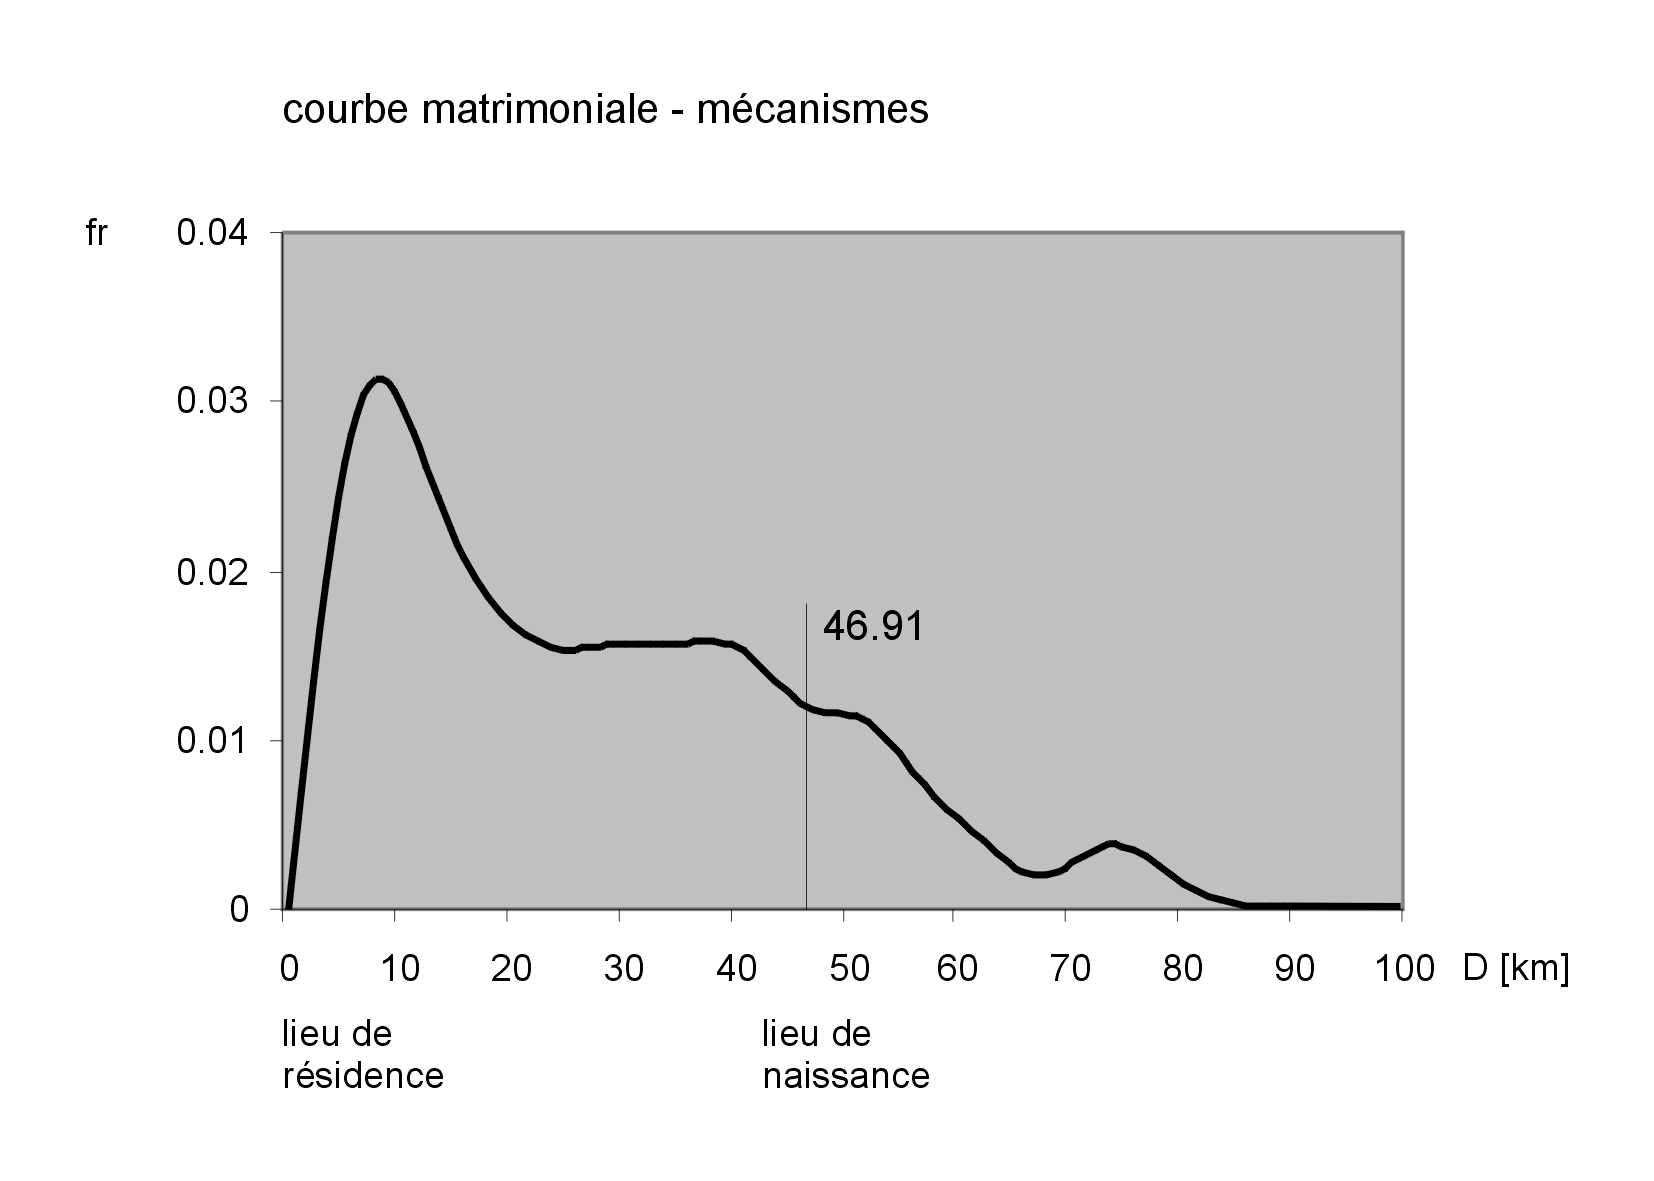 courbe matrimoniale - mécanismes
fr
0.04
0.03
0.02
46.91
0.01
0
0 10 20 30 40 50 60 70 80 90 100 D [km]
lieu de
résidence
lieu de
naissance